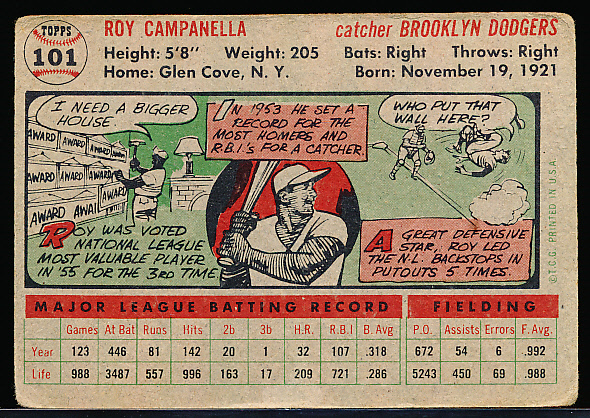 TOPPS
101
ROY CAMPANELLA
catcher BROOKLYN DODGERS
Height: 5'8" Weight: 205 Bats: Right Throws: Right
Home: Glen Cove, N. Y. Born: November 19, 1921
I NEED A BIGGER
HOUSE.
AWARD
AWARD AWARD
AWARD AWARD AWARD
AWARD AWAR
IN 1953 HE SET A
RECORD FOR THE
MOST HOMERS AND
R.B.I.'S FOR A CATCHER.
WHO PUT THAT
WALL HERE?
ROY WAS VOTED
NATIONAL LEAGUE
MOST VALUABLE PLAYER
IN '55 FOR THE 3RD TIME
A GREAT DEFENSIVE
STAR, ROY LED
THE N.L. BACKSTOPS IN
PUTOUTS 5 TIMES.
©T.C.G. PRINTED IN U.S.A.
MAJOR LEAGUE BATTING RECORD FIELDING
Games At Bat Runs Hits 2b 3b H.R. R.B.I B. Avg P.O. Assists Errors F. Avg.
Year 123 446 81 142 20 1 32 107 .318 672 54 6 .992
Life 988 3487 557 996 163 17 209 721 .286 5243 450 69 .988